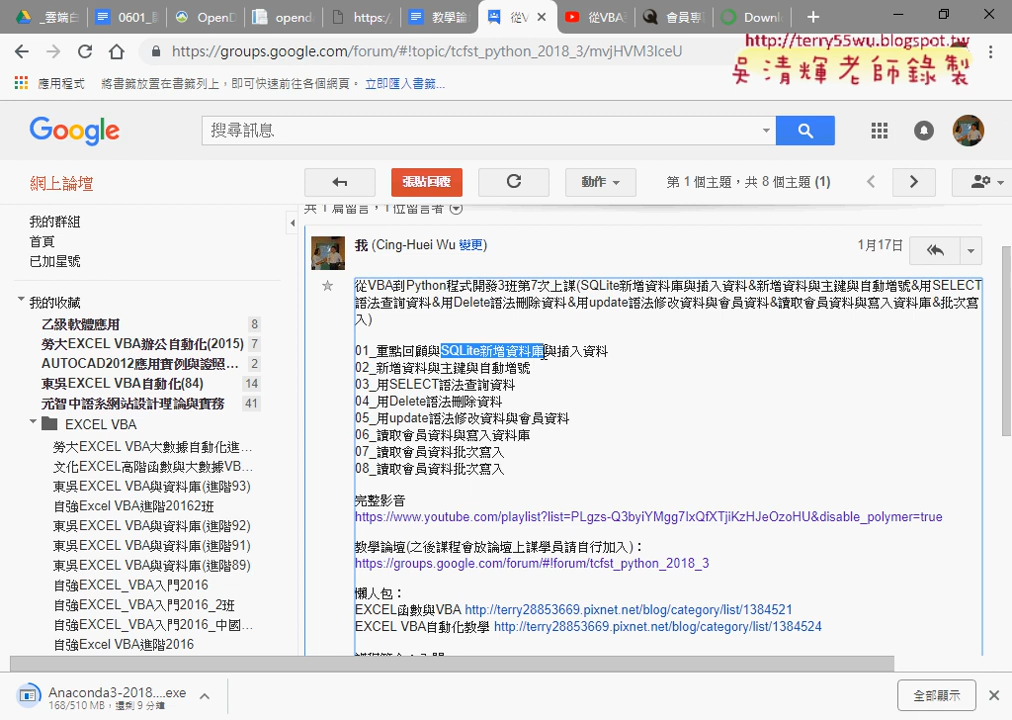 _雲端
0601_
OpenD
opend
https:/
教學論
從V
從VBA
會員專
Downl
https://groups.google.com/forum/#!topic/tcfst_python_2018_3/mvjHVM3IceU
http://terry55wu.blogspot.tw
吳清輝老師錄製
應用程式 將書籤放置在書籤列上,即可快速前往各個網頁。 立即匯入書籤...
Google
搜尋訊息
網上論壇
張貼回覆
動作
第 1 個主題,共 8 個主題 (1)
我的群組
首頁
已加星號
我的收藏
乙級軟體應用 8
勞大EXCEL VBA辦公自動化(2015) 7
AUTOCAD2012應用實例與證照... 2
東吳EXCEL VBA自動化(84) 14
元智中語系網站設計理論與實務 41
EXCEL VBA
勞大EXCEL VBA大數據自動化進...
文化EXCEL高階函數與大數據VB...
東吳EXCEL VBA與資料庫(進階93)
自強Excel VBA進階20162班
東吳EXCEL VBA與資料庫(進階92)
東吳EXCEL VBA與資料庫(進階91)
東吳EXCEL VBA與資料庫(進階89)
自強EXCEL_VBA入門2016
自強EXCEL_VBA入門2016_2班
自強EXCEL_VBA入門2016_中國...
自強Excel VBA進階2016
共 1 篇留言,1 位留言者
我 (Cing-Huei Wu 變更)
1月17日
從VBA到Python程式開發3班第7次上課(SQLite新增資料庫與插入資料&新增資料與主鍵與自動增號&用SELECT
語法查詢資料&用Delete語法刪除資料&用update語法修改資料與會員資料&讀取會員資料與寫入資料庫&批次寫
入)
01_重點回顧與SQLite新增資料庫與插入資料
02_新增資料與主鍵與自動增號
03_用SELECT語法查詢資料
04_用Delete語法刪除資料
05_用update語法修改資料與會員資料
06_讀取會員資料與寫入資料庫
07_讀取會員資料批次寫入
08_讀取會員資料批次寫入
完整影音
https://www.youtube.com/playlist?list=PLgzs-Q3byiYMgg7IxQfXTjiKzHJeOzoHU&disable_polymer=true
教學論壇(之後課程會放論壇上課學員請自行加入):
https://groups.google.com/forum/#!forum/tcfst_python_2018_3
懶人包:
EXCEL函數與VBA http://terry28853669.pixnet.net/blog/category/list/1384521
EXCEL VBA自動化教學 http://terry28853669.pixnet.net/blog/category/list/1384524
Anaconda3-2018....exe
168/510 MB,還剩 9 分鐘
全部顯示